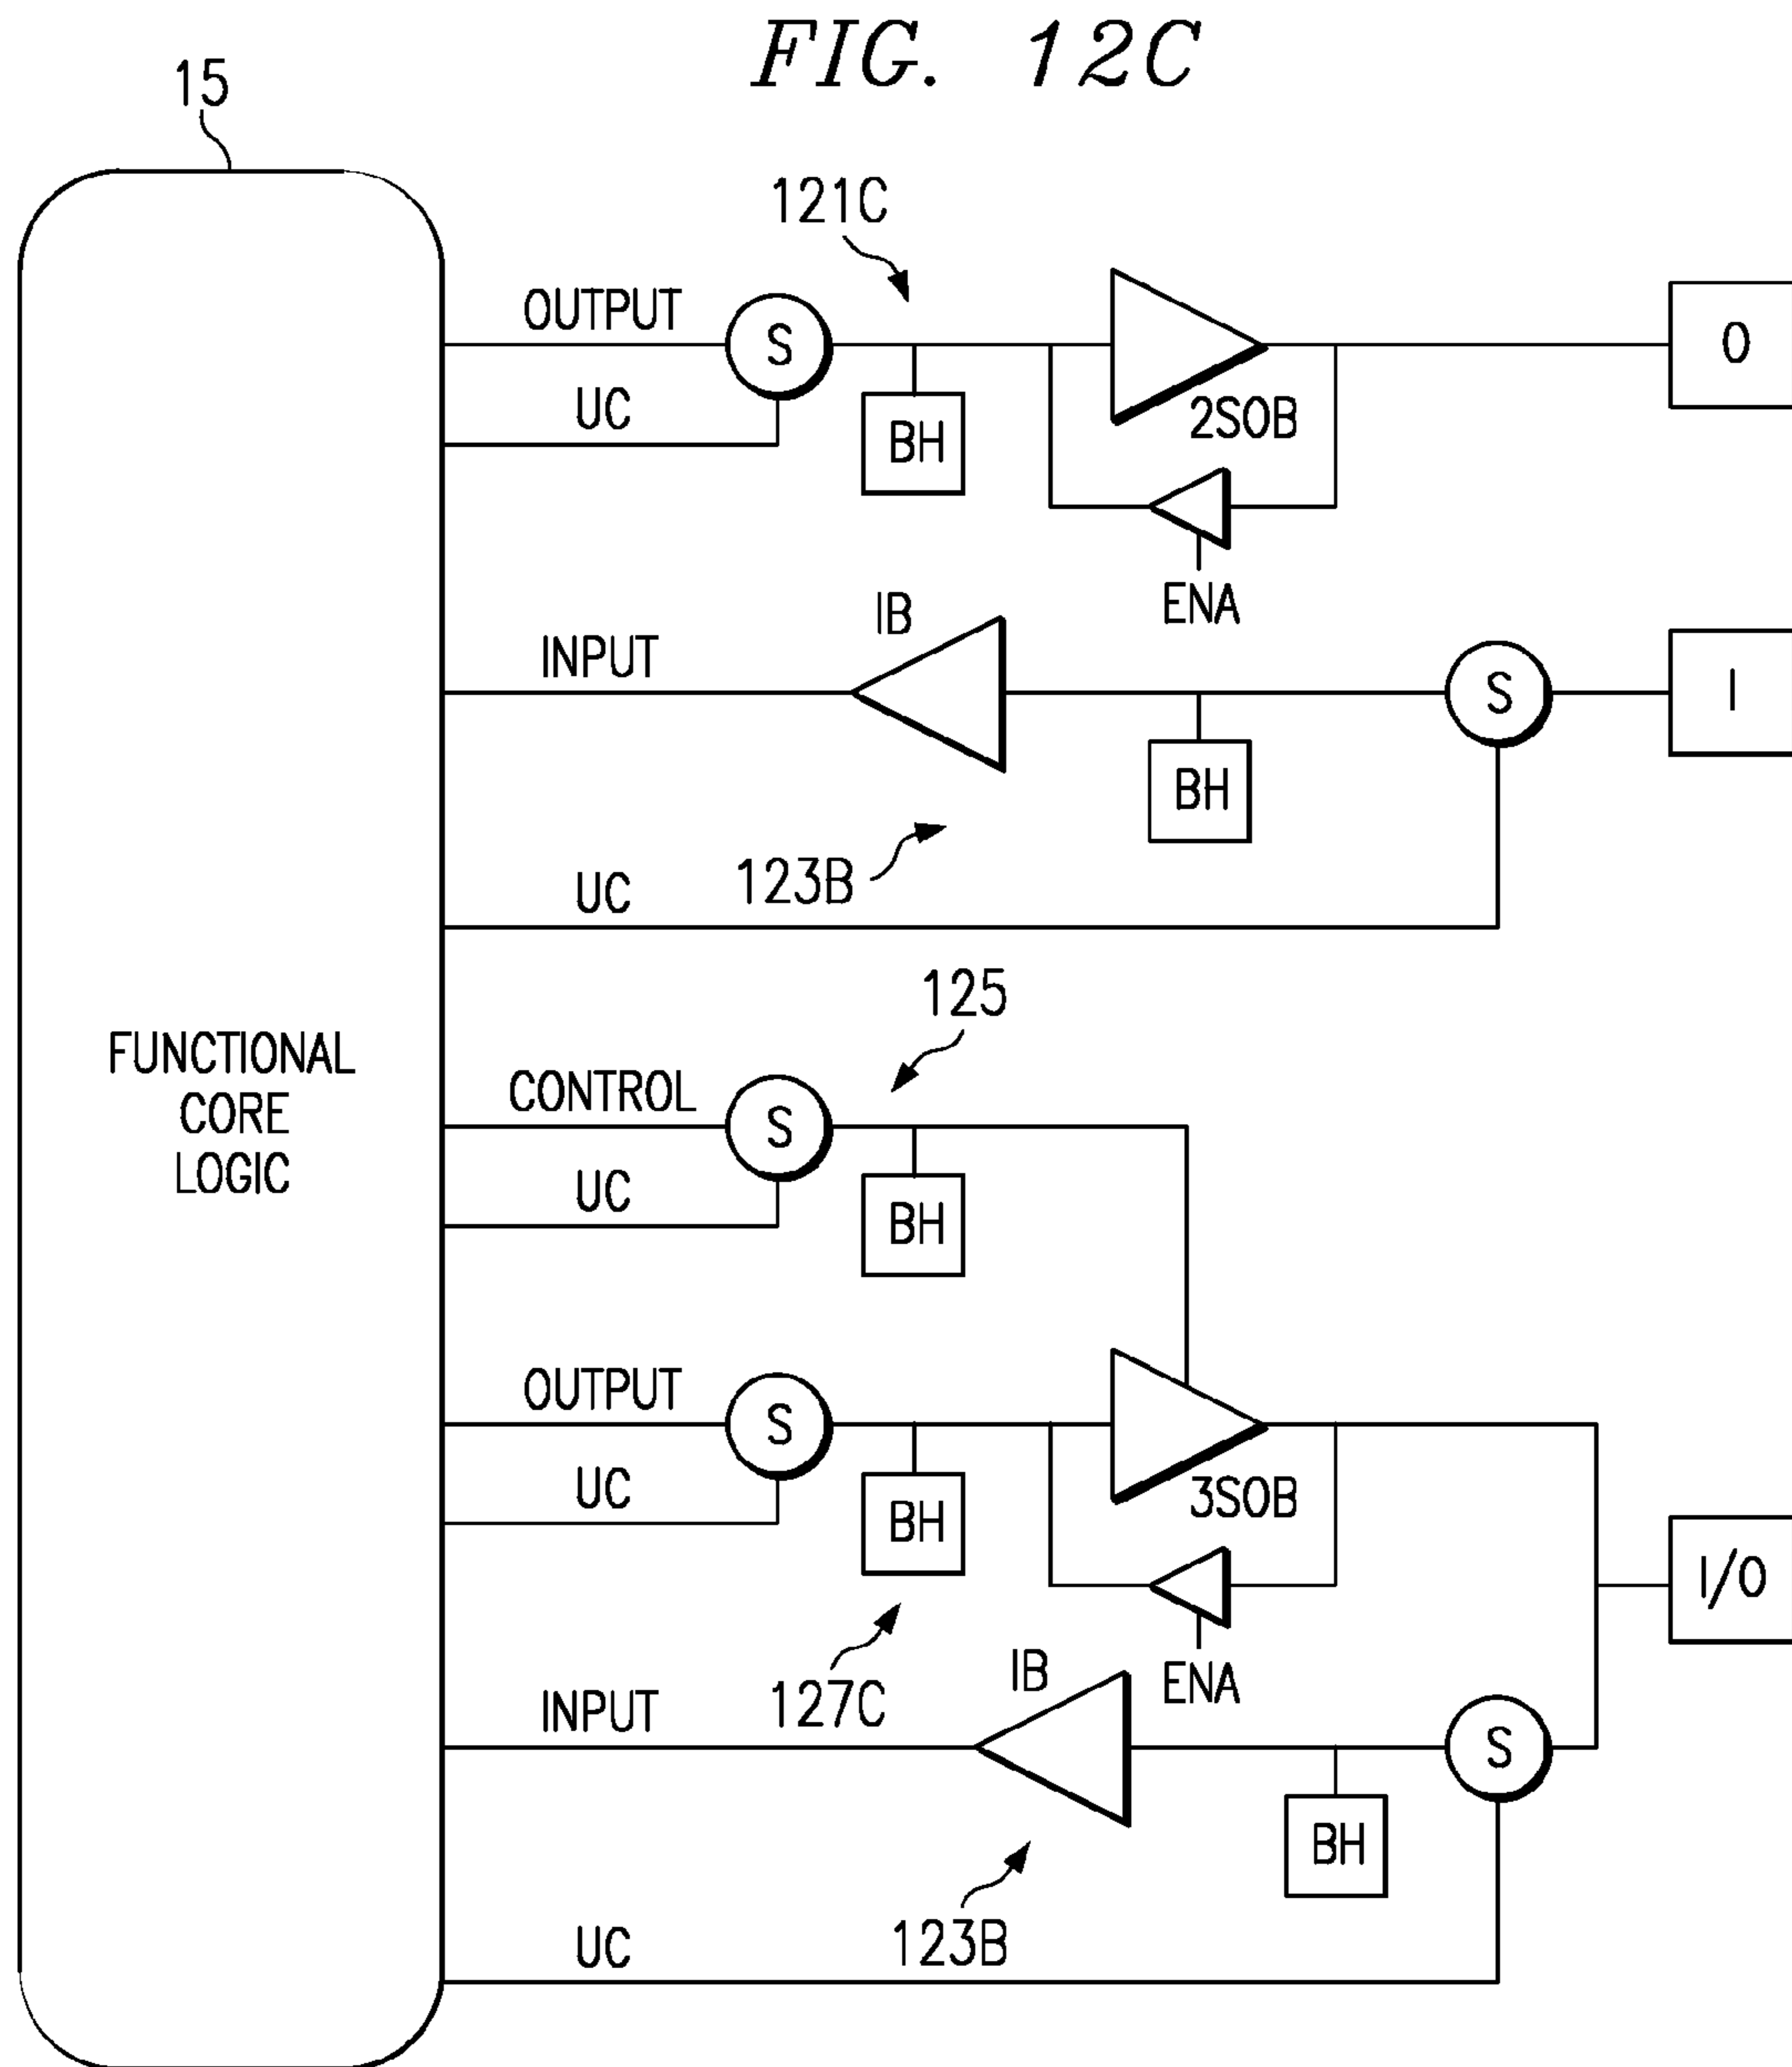 FIG. 12C
15
121C
OUTPUT
S
O
UC
BH
2SOB
ENA
IB
INPUT
S
I
BH
123B
UC
125
FUNCTIONAL
CORE
LOGIC
CONTROL
S
UC
BH
OUTPUT
S
UC
BH
3SOB
I/O
127C
IB
ENA
INPUT
S
BH
123B
UC